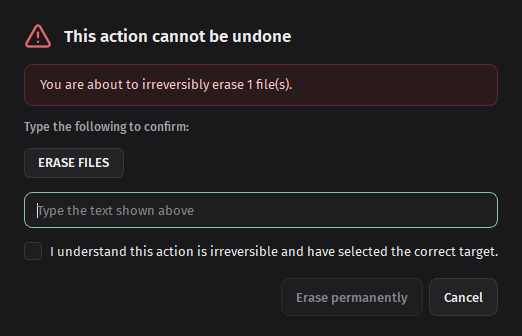 This action cannot be undone
You are about to irreversibly erase 1 file(s).
Type the following to confirm:
ERASE FILES
Type the text shown above
I understand this action is irreversible and have selected the correct target.
Erase permanently
Cancel